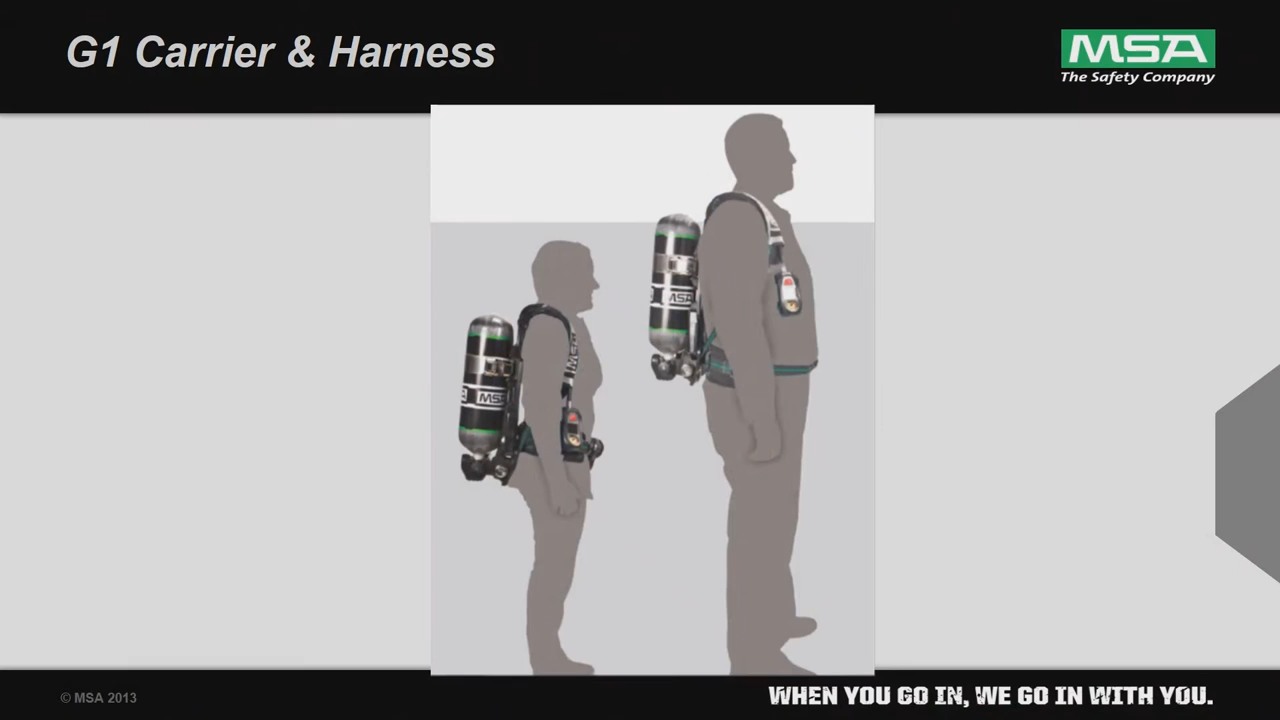 G1 Carrier & Harness
MSA
The Safety Company
MSA
MSA
© MSA 2013
WHEN YOU GO IN, WE GO IN WITH YOU.